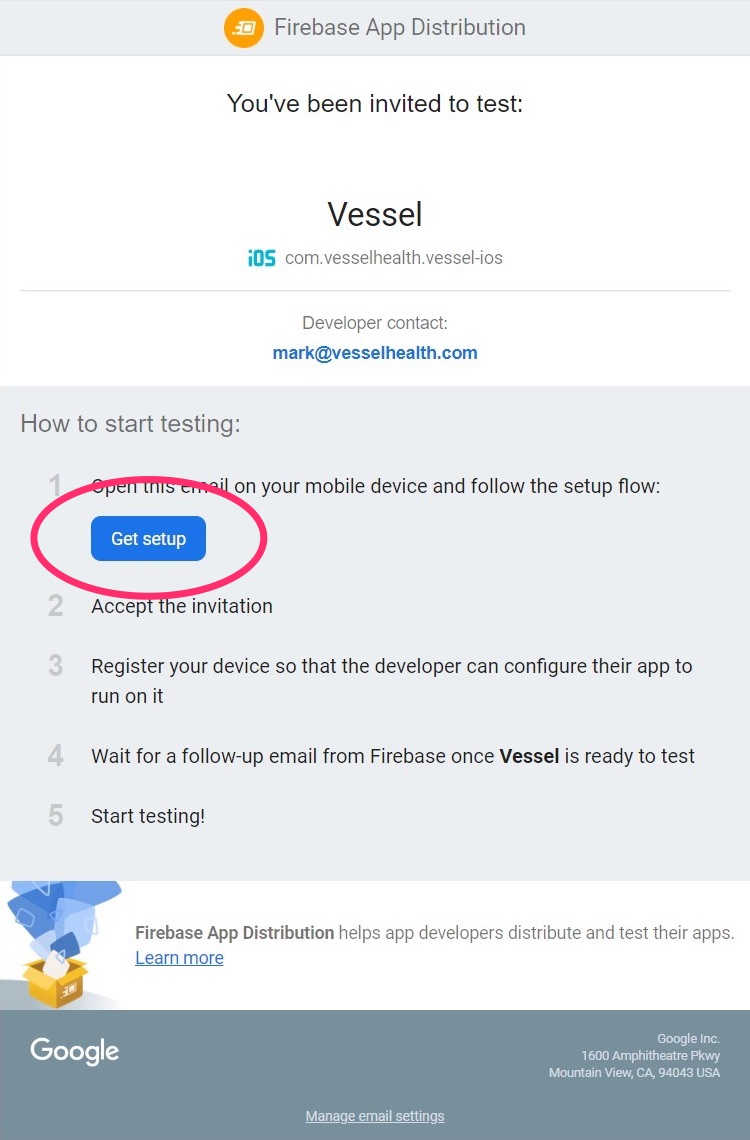 Firebase App Distribution
You've been invited to test:
Vessel
iOS com.vesselhealth.vessel-ios
Developer contact:
mark@vesselhealth.com
How to start testing:
1 Open this email on your mobile device and follow the setup flow:
Get setup
2 Accept the invitation
3 Register your device so that the developer can configure their app to
run on it
4 Wait for a follow-up email from Firebase once Vessel is ready to test
5 Start testing!
Firebase App Distribution helps app developers distribute and test their apps.
Learn more
Google
Google Inc.
1600 Amphitheatre Pkwy
Mountain View, CA, 94043 USA
Manage email settings